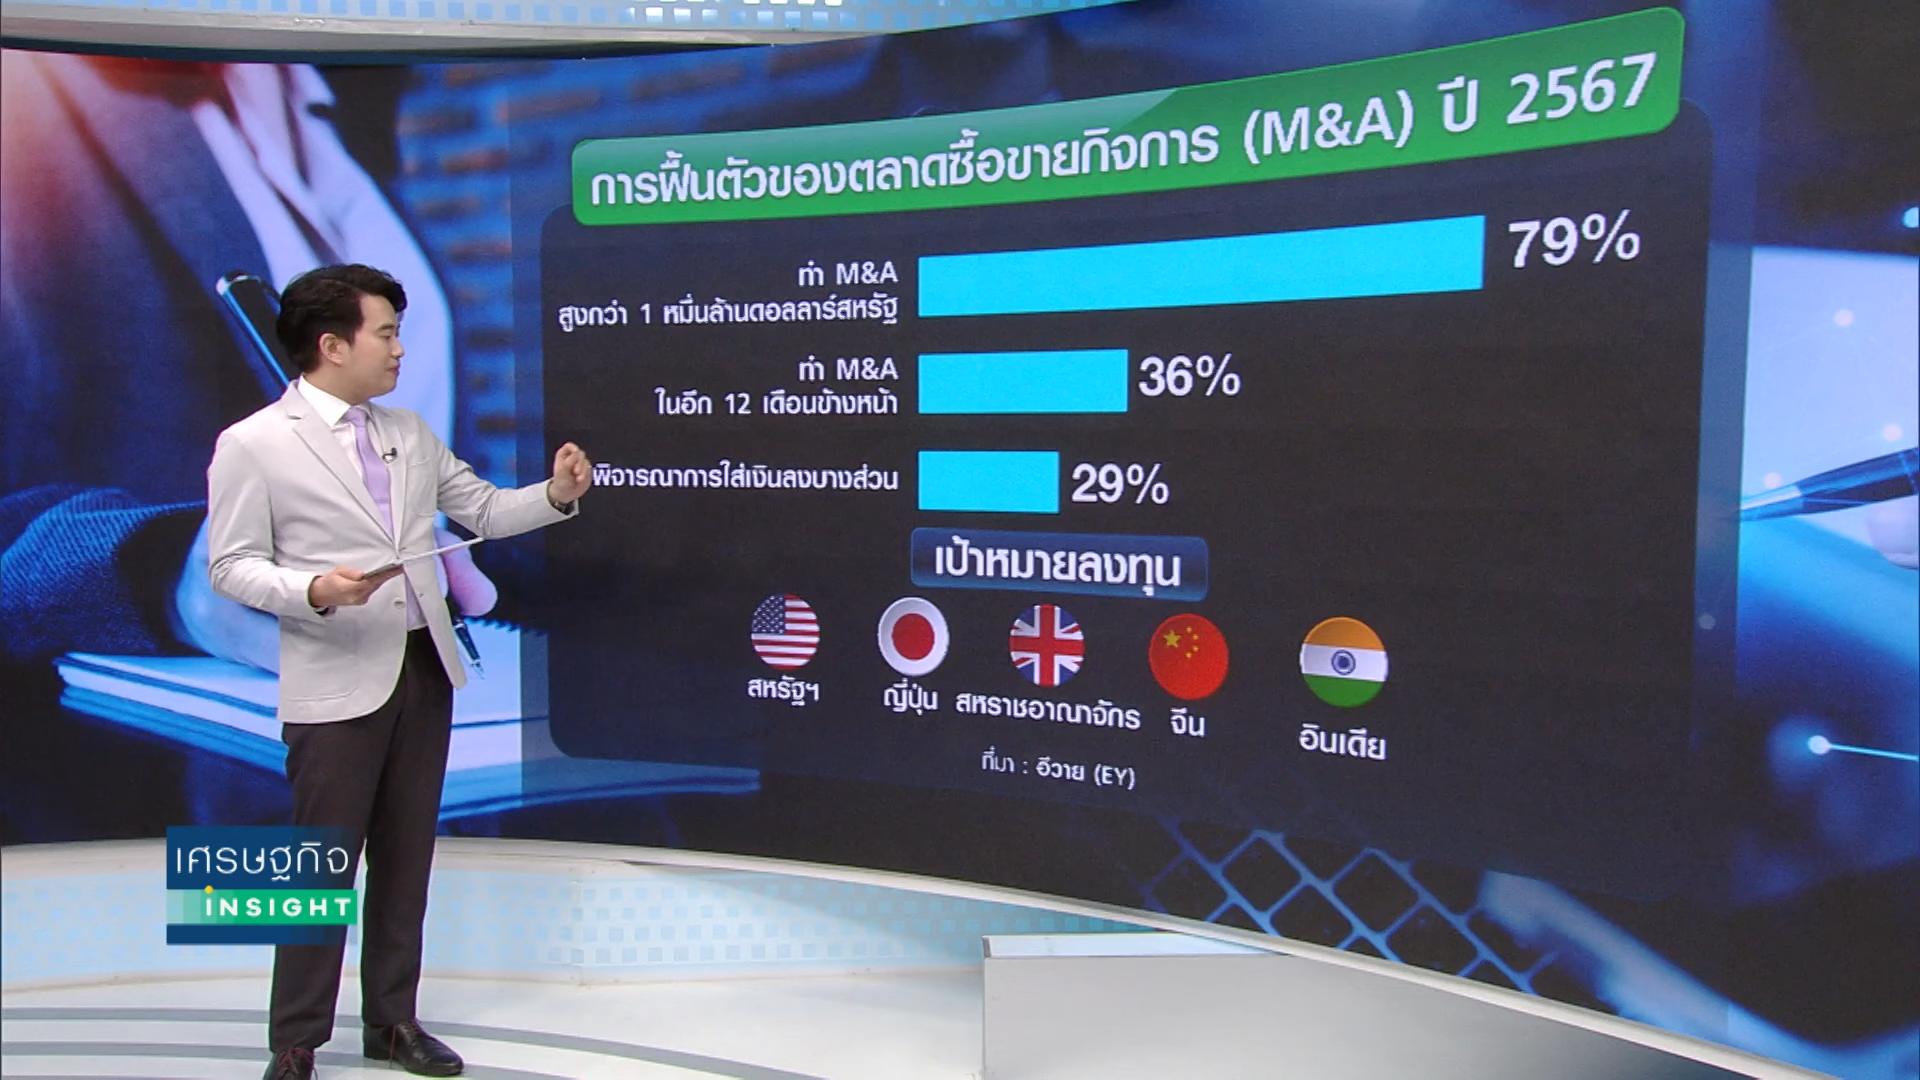 การฟื้นตัวของตลาดซื้อขายกิจการ (M&A) ปี 2567
ทำ M&A
สูงกว่า 1 หมื่นล้านดอลลาร์สหรัฐ
79%
ทำ M&A
ในอีก 12 เดือนข้างหน้า
36%
พิจารณาการใส่เงินลงบางส่วน
29%
เป้าหมายลงทุน
สหรัฐฯ
ญี่ปุ่น
สหราชอาณาจักร
จีน
อินเดีย
ที่มา : อีวาย (EY)
เศรษฐกิจ
iNSIGHT